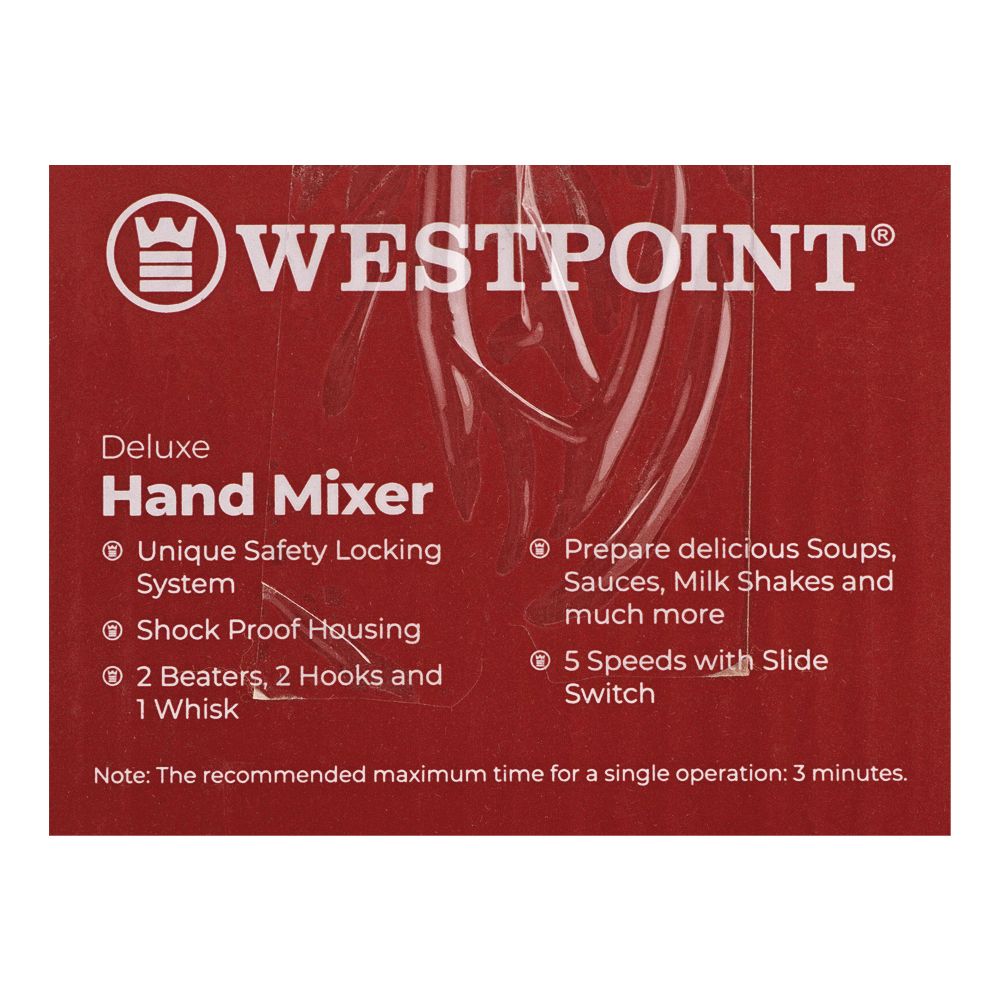 WESTPOINT®
Deluxe
Hand Mixer
Unique Safety Locking
System
Shock Proof Housing
2 Beaters, 2 Hooks and
1 Whisk
Prepare delicious Soups,
Sauces, Milk Shakes and
much more
5 Speeds with Slide
Switch
Note: The recommended maximum time for a single operation: 3 minutes.